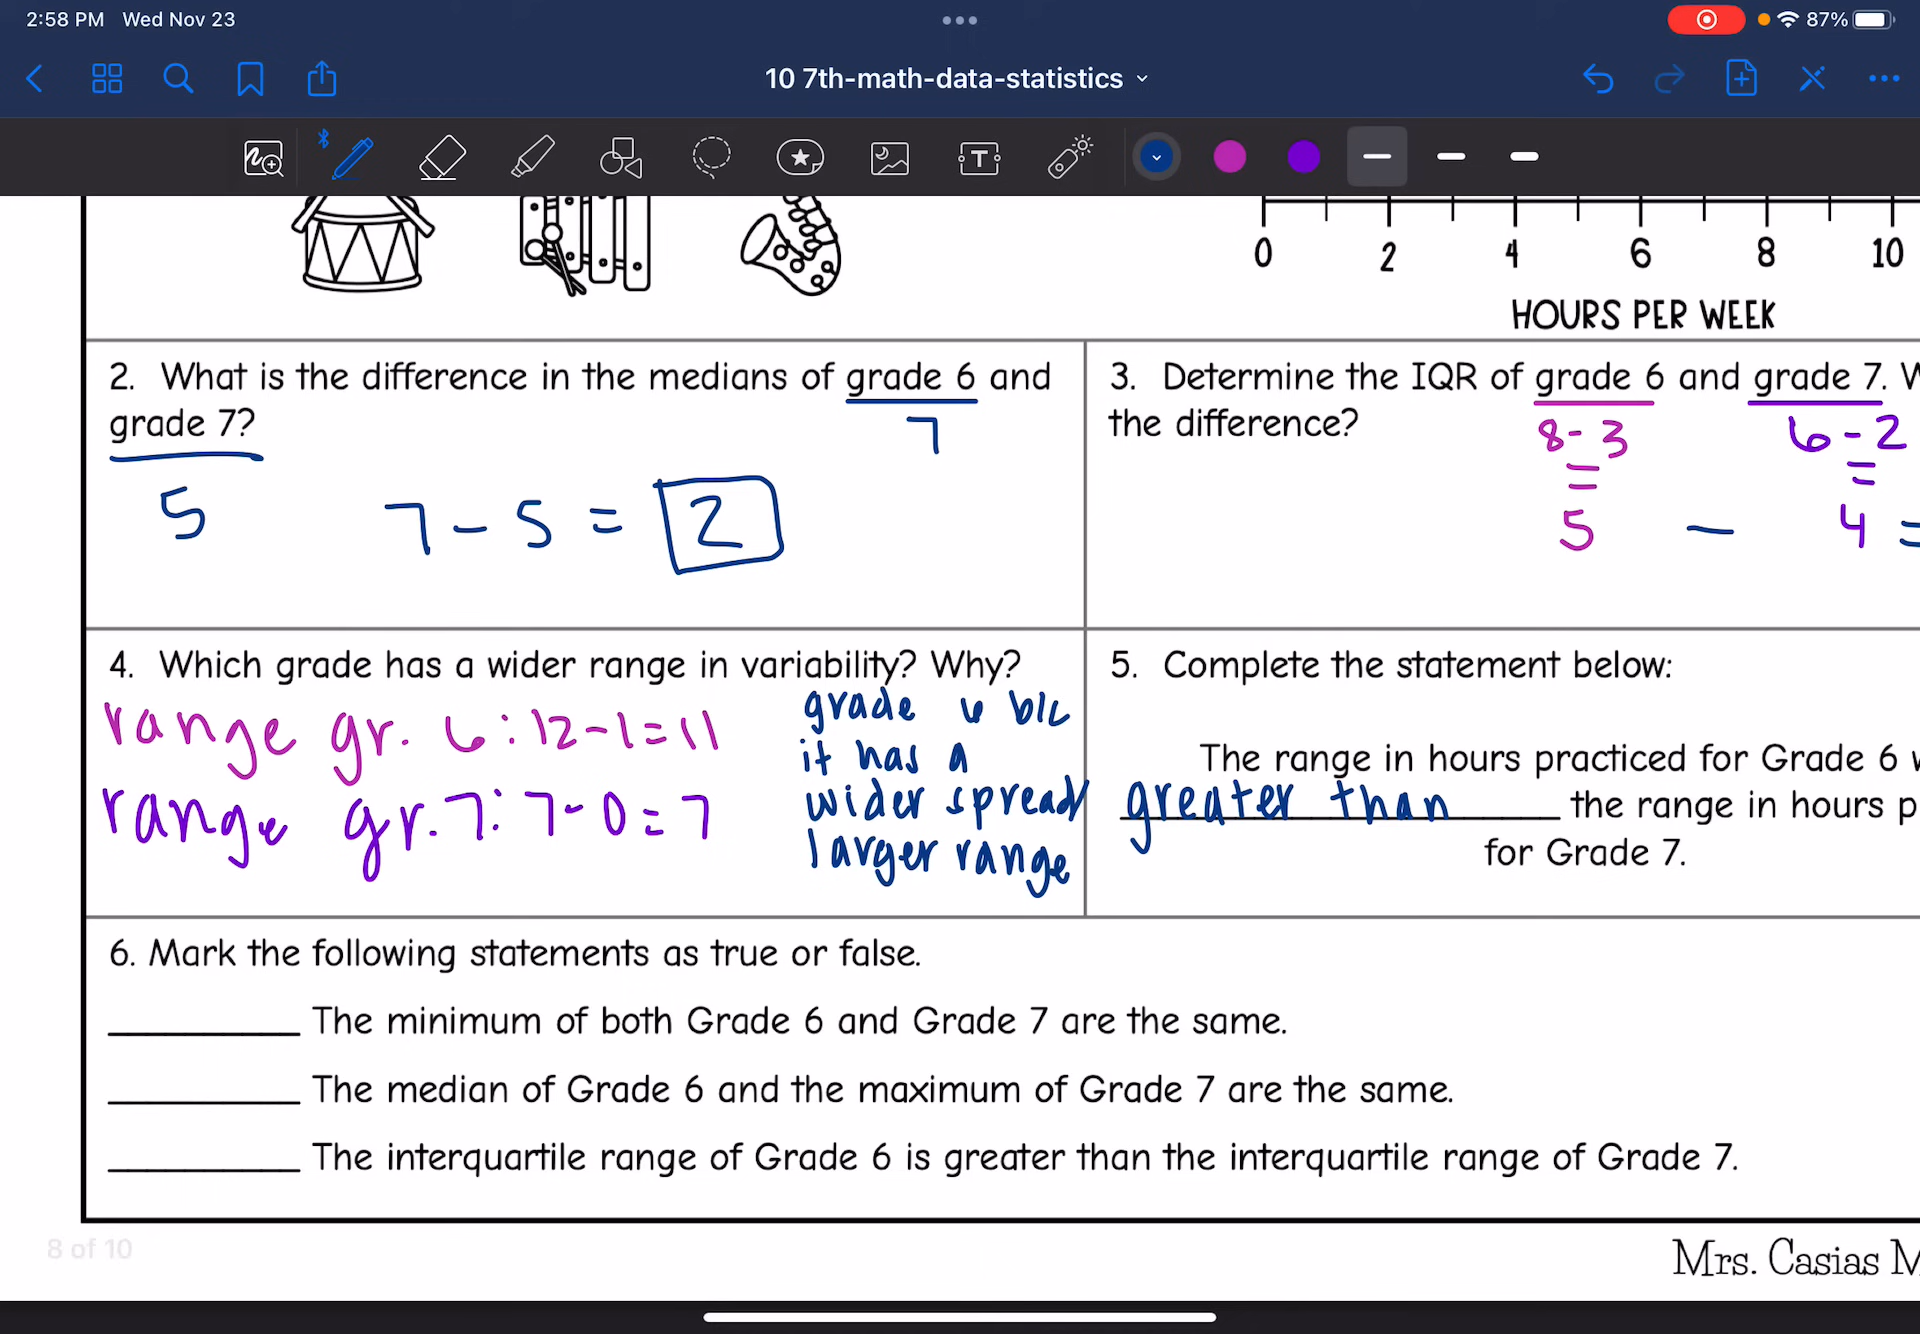 2:58 PM Wed Nov 23
87%
10 7th-math-data-statistics
T
0 2 4 6 8 10
HOURS PER WEEK
2. What is the difference in the medians of grade 6 and
grade 7?
7
5
7 - 5 = 2
3. Determine the IQR of grade 6 and grade 7. W
the difference?
8-3 6-2
= =
5 - 4 =
4. Which grade has a wider range in variability? Why?
range gr. 6: 12-1=11
range gr. 7: 7-0=7
grade 6 b/c
it has a
wider spread/
larger range
5. Complete the statement below:
The range in hours practiced for Grade 6 w
greater than the range in hours p
for Grade 7.
6. Mark the following statements as true or false.
__________ The minimum of both Grade 6 and Grade 7 are the same.
__________ The median of Grade 6 and the maximum of Grade 7 are the same.
__________ The interquartile range of Grade 6 is greater than the interquartile range of Grade 7.
8 of 10
Mrs. Casias M